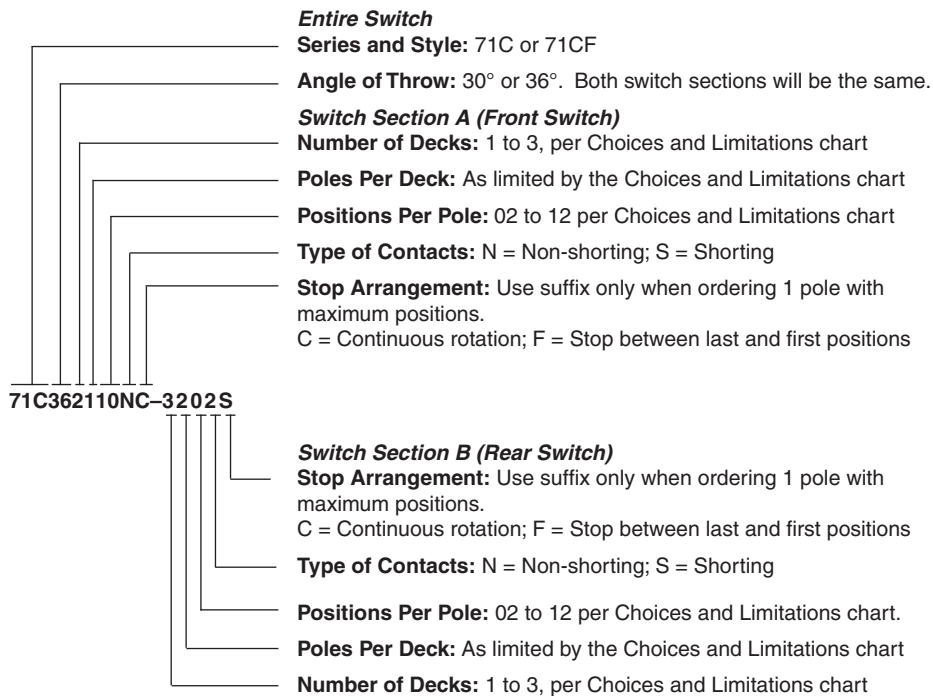 Entire Switch
Series and Style: 71C or 71CF
Angle of Throw: 30° or 36°. Both switch sections will be the same.
Switch Section A (Front Switch)
Number of Decks: 1 to 3, per Choices and Limitations chart
Poles Per Deck: As limited by the Choices and Limitations chart
Positions Per Pole: 02 to 12 per Choices and Limitations chart
Type of Contacts: N = Non-shorting; S = Shorting
Stop Arrangement: Use suffix only when ordering 1 pole with
maximum positions.
C = Continuous rotation; F = Stop between last and first positions
71C362110NC–3202S
Switch Section B (Rear Switch)
Stop Arrangement: Use suffix only when ordering 1 pole with
maximum positions.
C = Continuous rotation; F = Stop between last and first positions
Type of Contacts: N = Non-shorting; S = Shorting
Positions Per Pole: 02 to 12 per Choices and Limitations chart.
Poles Per Deck: As limited by the Choices and Limitations chart
Number of Decks: 1 to 3, per Choices and Limitations chart